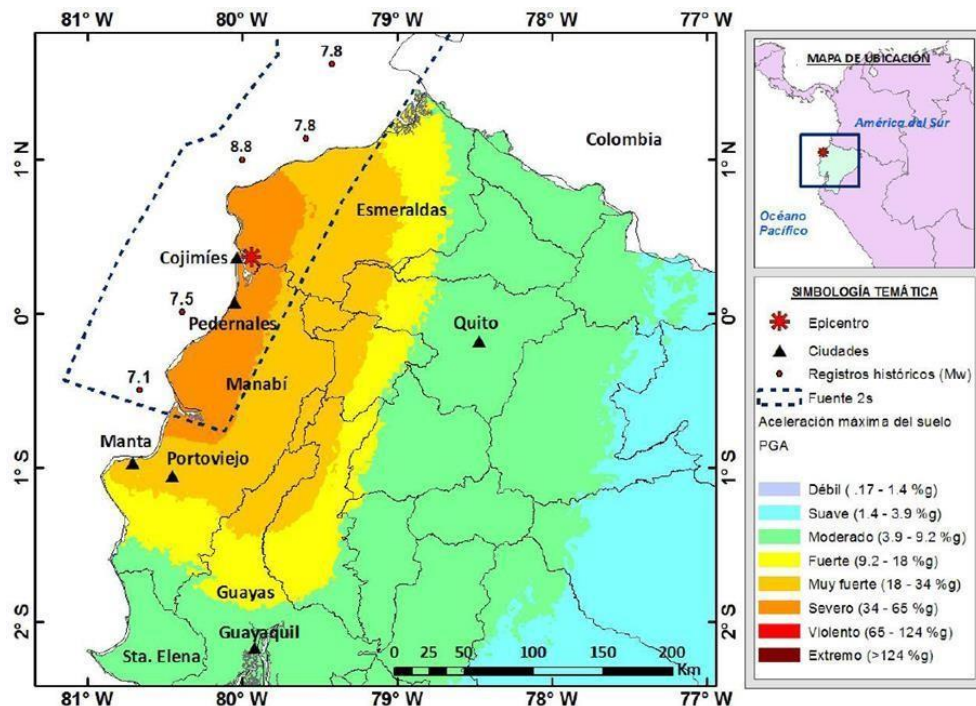 81° W 80° W 79° W 78° W 77° W
7.8
7.8
8.8
Colombia
1° N
Esmeraldas
Cojimíes
7.5
0°
Pedernales
Quito
7.1
Manabí
Manta
Portoviejo
1° S
Guayas
2° S
Guayaquil
Sta. Elena
0 25 50 100 150 200
Km
81° W 80° W 79° W 78° W 77° W
MAPA DE UBICACIÓN
América del Sur
Océano
Pacífico
SIMBOLOGÍA TEMÁTICA
Epicentro
Ciudades
Registros históricos (Mw)
Fuente 2s
Aceleración máxima del suelo
PGA
Débil ( .17 - 1.4 %g)
Suave (1.4 - 3.9 %g)
Moderado (3.9 - 9.2 %g)
Fuerte (9.2 - 18 %g)
Muy fuerte (18 - 34 %g)
Severo (34 - 65 %g)
Violento (65 - 124 %g)
Extremo (>124 %g)